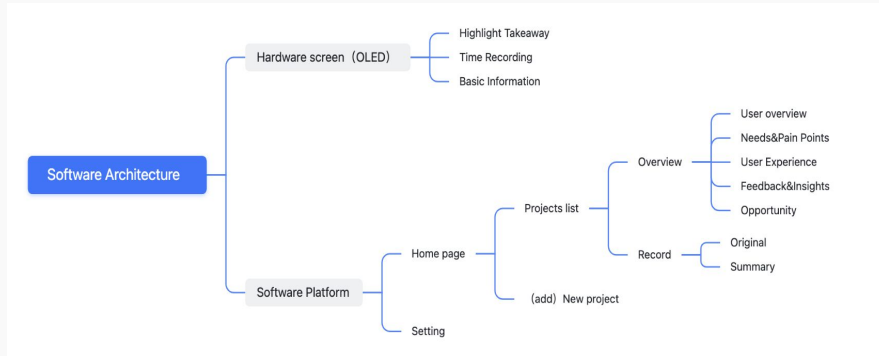 Software Architecture
Hardware screen（OLED）
Highlight Takeaway
Time Recording
Basic Information
Software Platform
Home page
Projects list
Overview
User overview
Needs&Pain Points
User Experience
Feedback&Insights
Opportunity
Record
Original
Summary
（add）New project
Setting